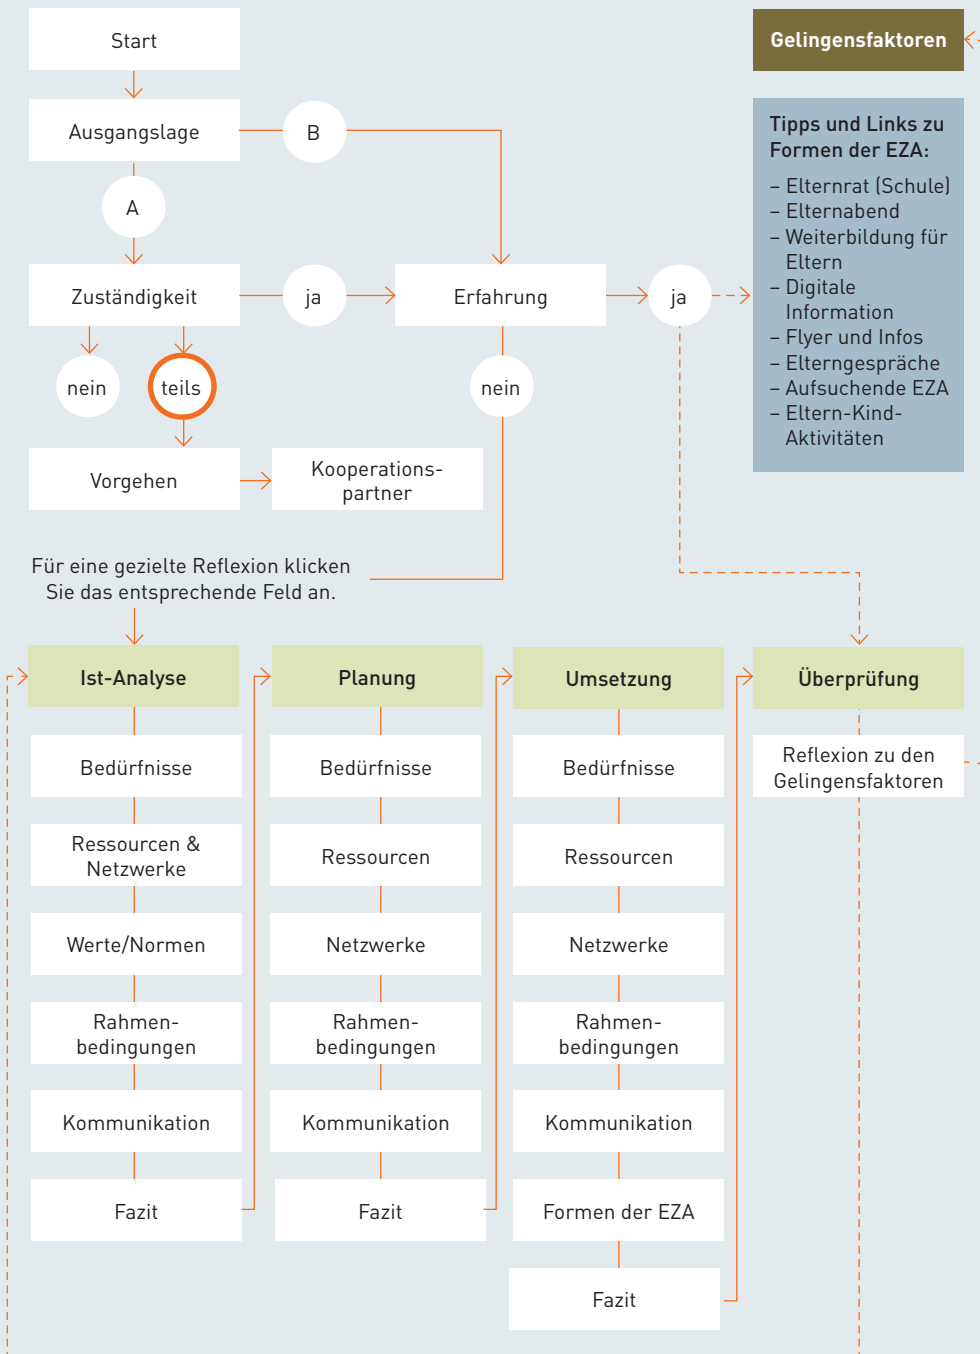 Start
Gelingensfaktoren
Ausgangslage
B
A
Tipps und Links zu
Formen der EZA:
– Elternrat (Schule)
– Elternabend
– Weiterbildung für
Eltern
– Digitale
Information
– Flyer und Infos
– Elterngespräche
– Aufsuchende EZA
– Eltern-Kind-
Aktivitäten
Zuständigkeit
ja
Erfahrung
ja
nein
teils
nein
Vorgehen
Kooperations-
partner
Für eine gezielte Reflexion klicken
Sie das entsprechende Feld an.
Ist-Analyse
Bedürfnisse
Ressourcen &
Netzwerke
Werte/Normen
Rahmen-
bedingungen
Kommunikation
Fazit
Planung
Bedürfnisse
Ressourcen
Netzwerke
Rahmen-
bedingungen
Kommunikation
Fazit
Umsetzung
Bedürfnisse
Ressourcen
Netzwerke
Rahmen-
bedingungen
Kommunikation
Formen der EZA
Fazit
Überprüfung
Reflexion zu den
Gelingensfaktoren